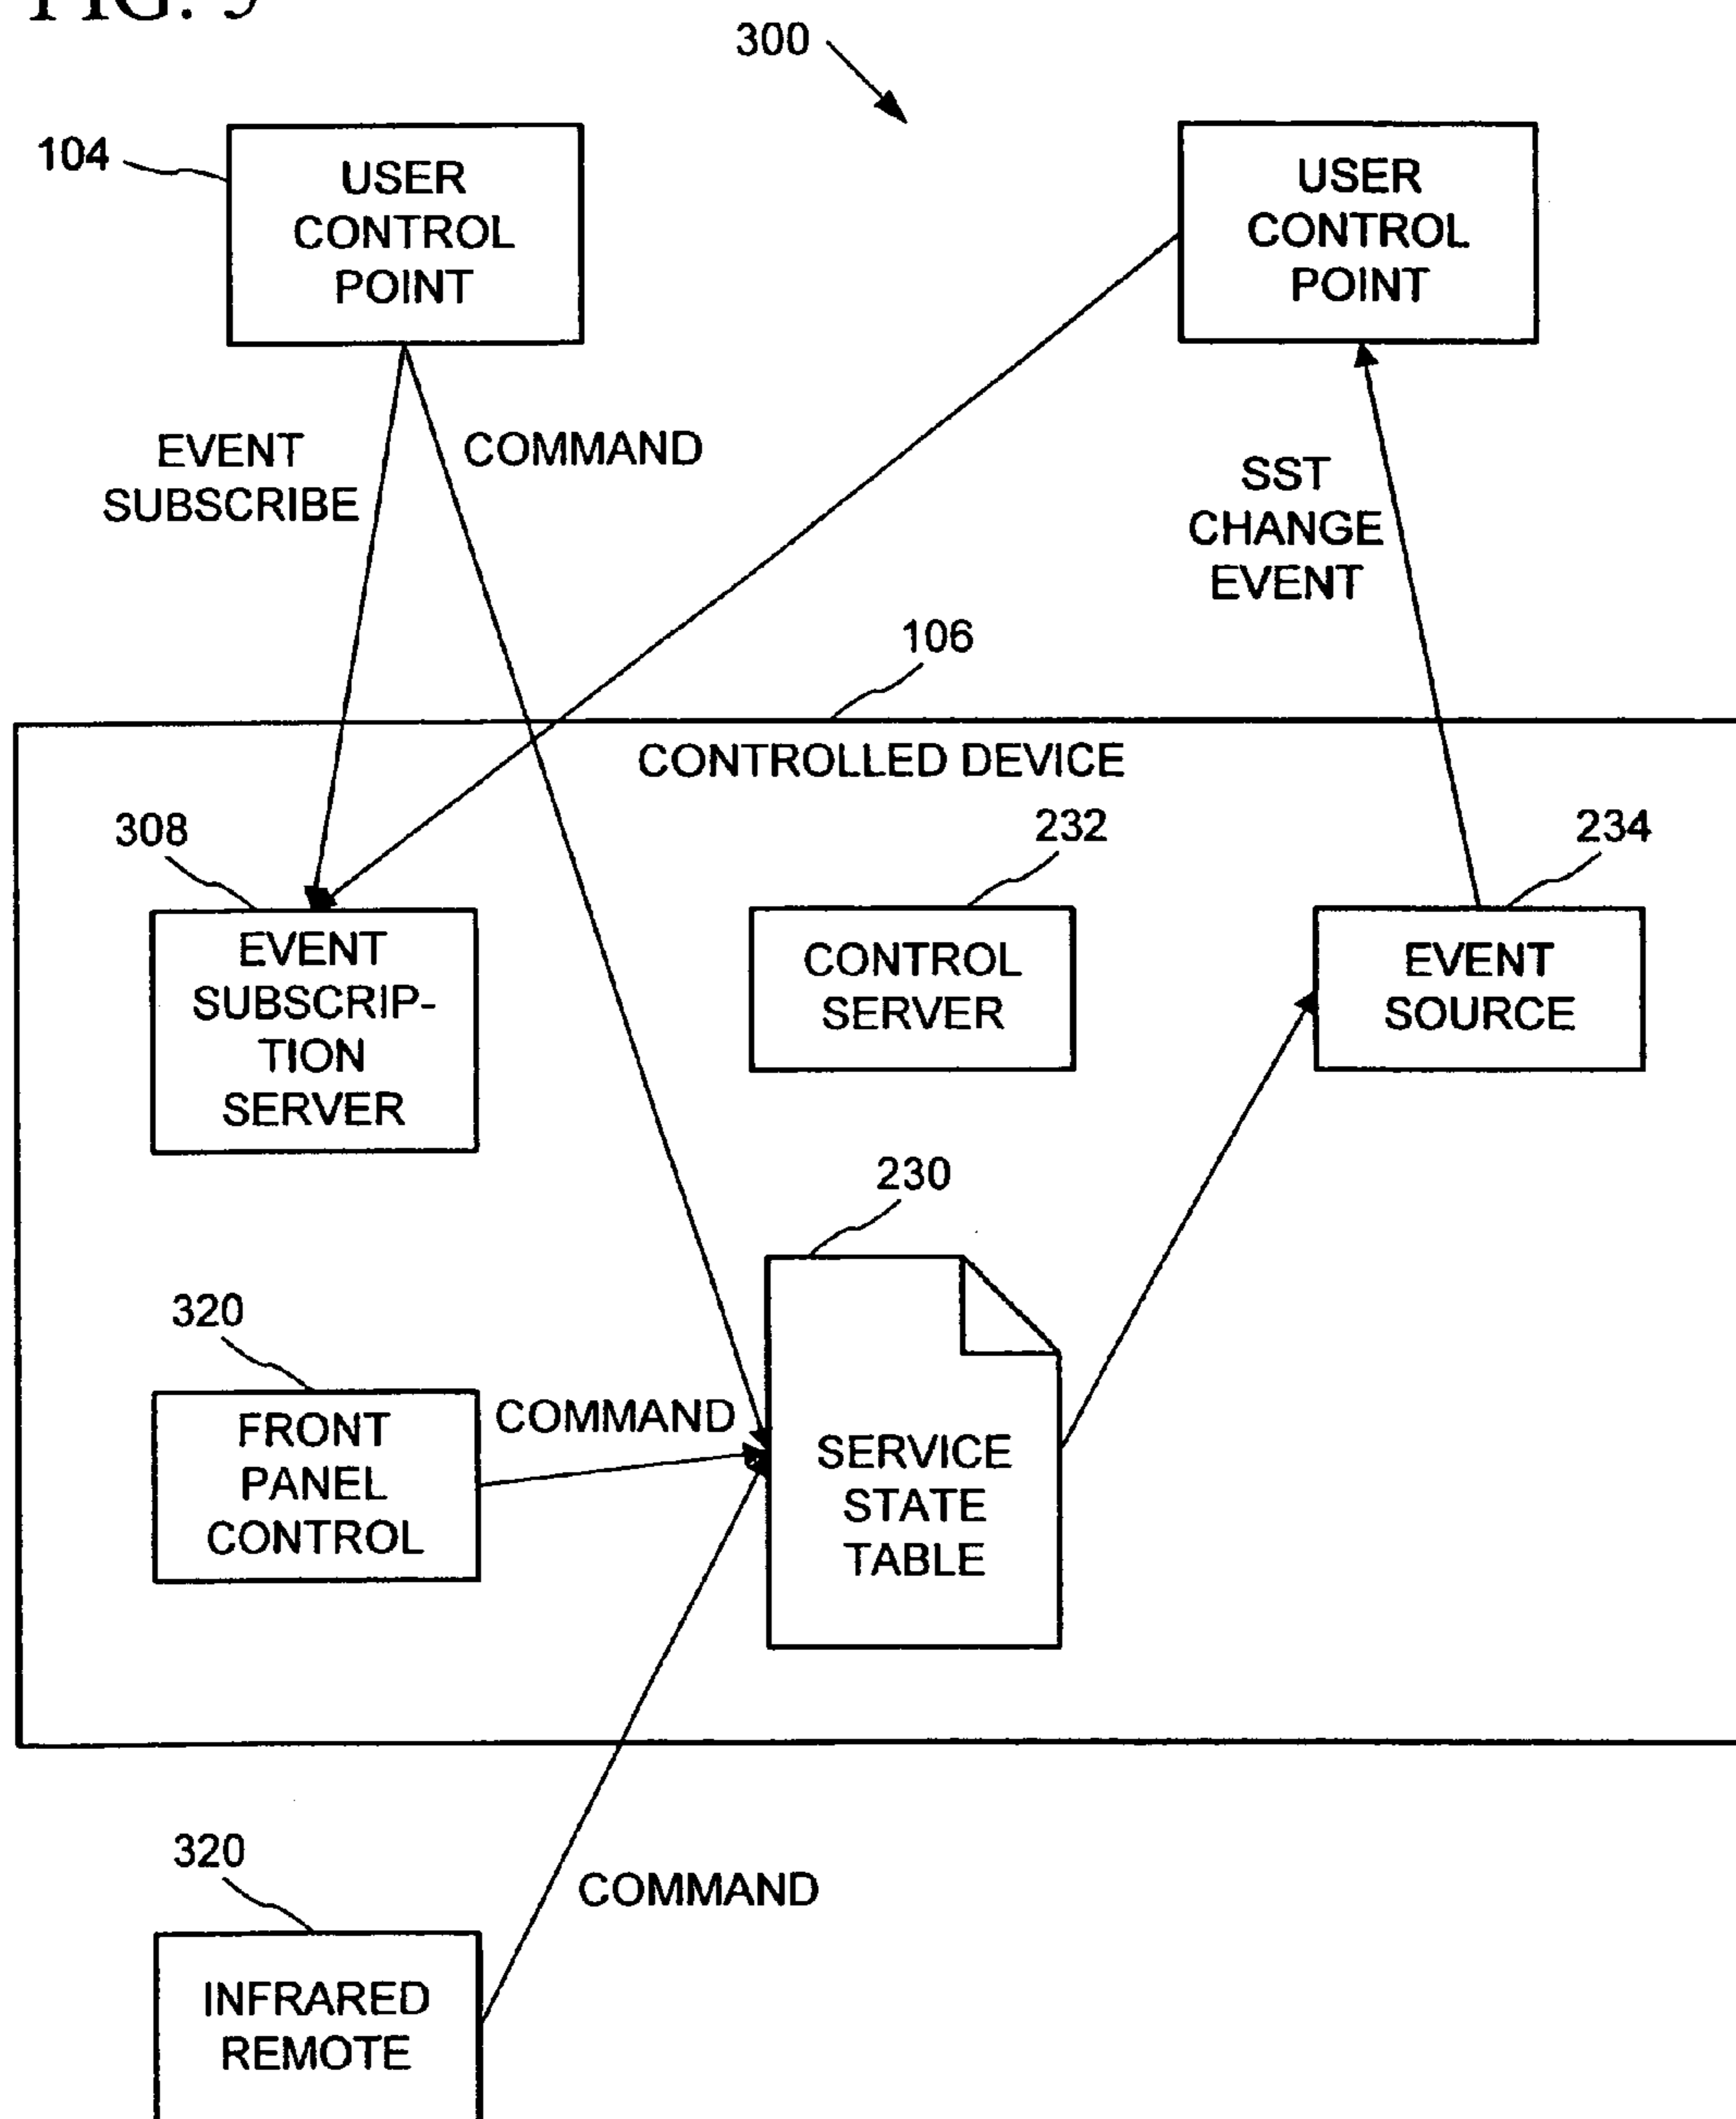 300
104
USER
CONTROL
POINT
USER
CONTROL
POINT
EVENT
SUBSCRIBE
COMMAND
SST
CHANGE
EVENT
106
CONTROLLED DEVICE
308
232
234
EVENT
SUBSCRIP-
TION
SERVER
CONTROL
SERVER
EVENT
SOURCE
230
320
FRONT
PANEL
CONTROL
COMMAND
SERVICE
STATE
TABLE
320
COMMAND
INFRARED
REMOTE